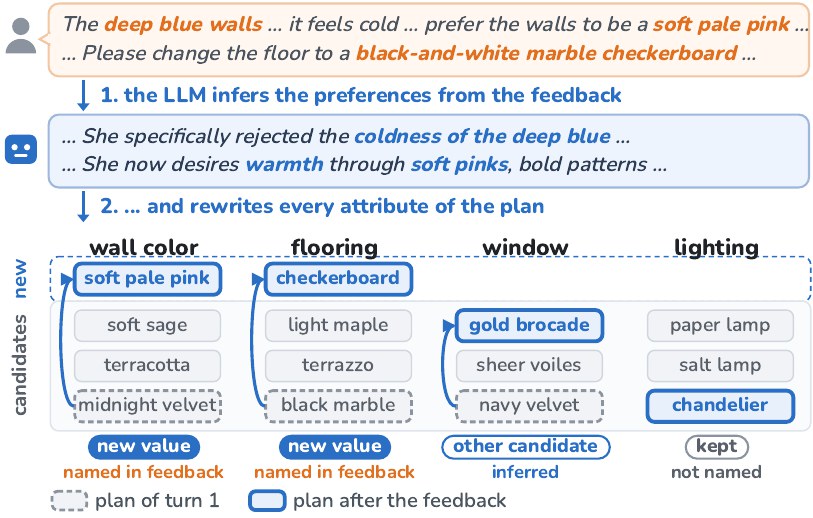 The deep blue walls ... it feels cold ... prefer the walls to be a soft pale pink ...
... Please change the floor to a black-and-white marble checkerboard ...
1. the LLM infers the preferences from the feedback
... She specifically rejected the coldness of the deep blue ...
... She now desires warmth through soft pinks, bold patterns ...
2. ... and rewrites every attribute of the plan
wall color flooring window lighting
new
soft pale pink checkerboard
candidates
soft sage light maple gold brocade paper lamp
terracotta terrazzo sheer voiles salt lamp
midnight velvet black marble navy velvet chandelier
new value new value other candidate kept
named in feedback named in feedback inferred not named
plan of turn 1 plan after the feedback